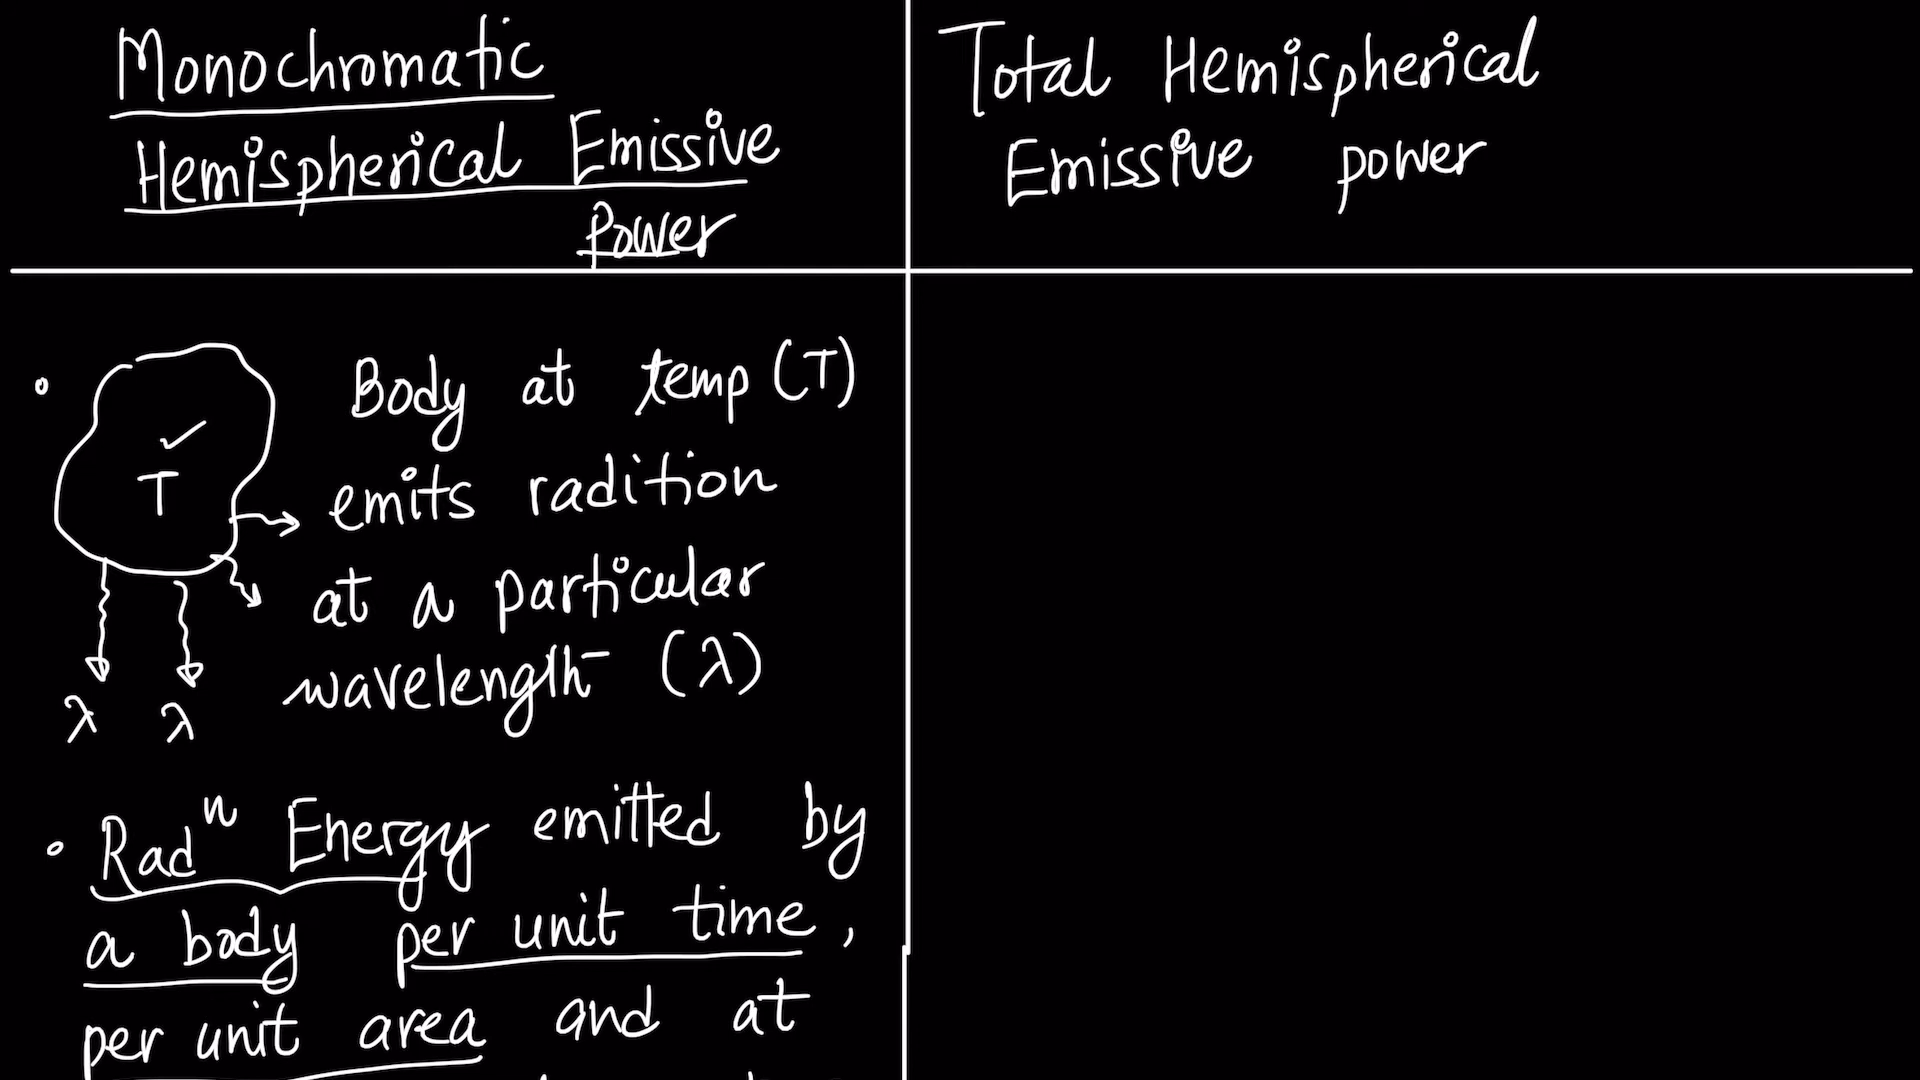 Monochromatic
Hemispherical Emissive
Power
Total Hemispherical
Emissive power
T
λ λ
Body at temp (T)
emits radition
at a particular
wavelength (λ)
Radⁿ Energy emitted by
a body per unit time,
per unit area and at